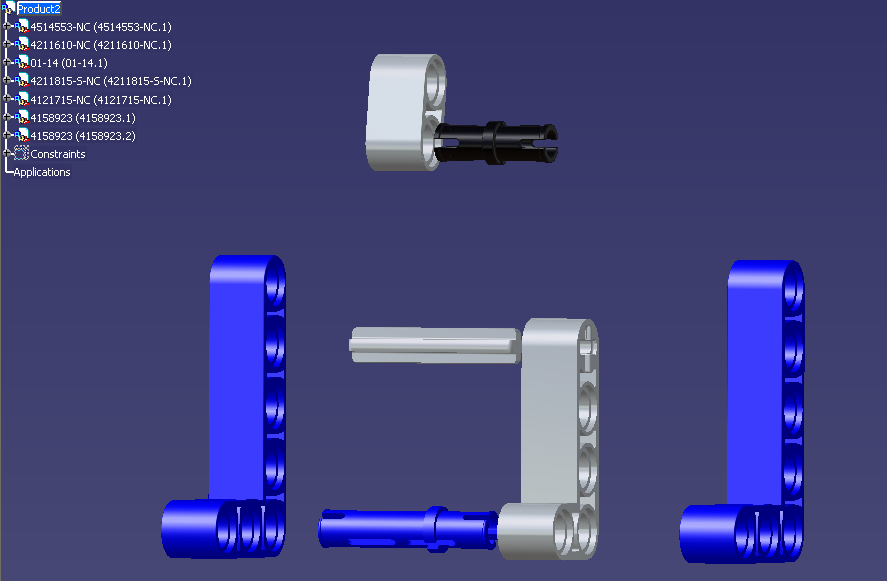 Product2
4514553-NC (4514553-NC.1)
4211610-NC (4211610-NC.1)
01-14 (01-14.1)
4211815-S-NC (4211815-S-NC.1)
4121715-NC (4121715-NC.1)
4158923 (4158923.1)
4158923 (4158923.2)
Constraints
Applications